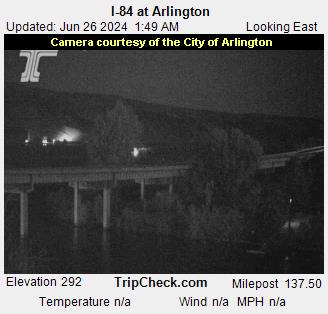 I-84 at Arlington
Updated: Jun 26 2024 1:49 AM Looking East
Camera courtesy of the City of Arlington
Elevation 292 TripCheck.com Milepost 137.50
Temperature n/a Wind n/a MPH n/a